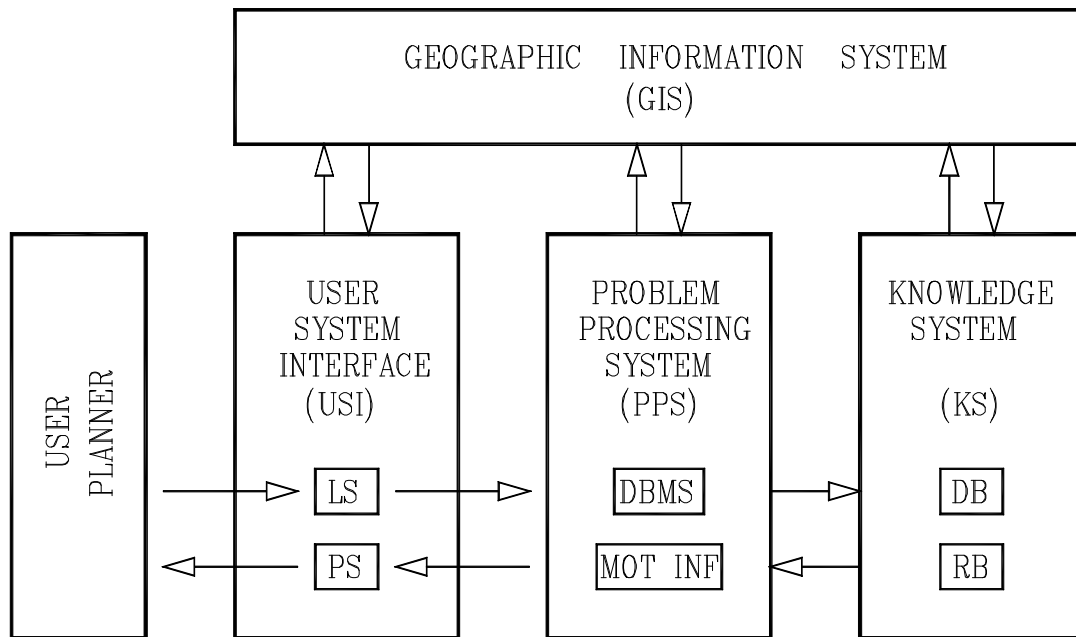 GEOGRAPHIC INFORMATION SYSTEM
(GIS)
USER
PLANNER
USER
SYSTEM
INTERFACE
(USI)
LS
PS
PROBLEM
PROCESSING
SYSTEM
(PPS)
DBMS
MOT INF
KNOWLEDGE
SYSTEM
(KS)
DB
RB